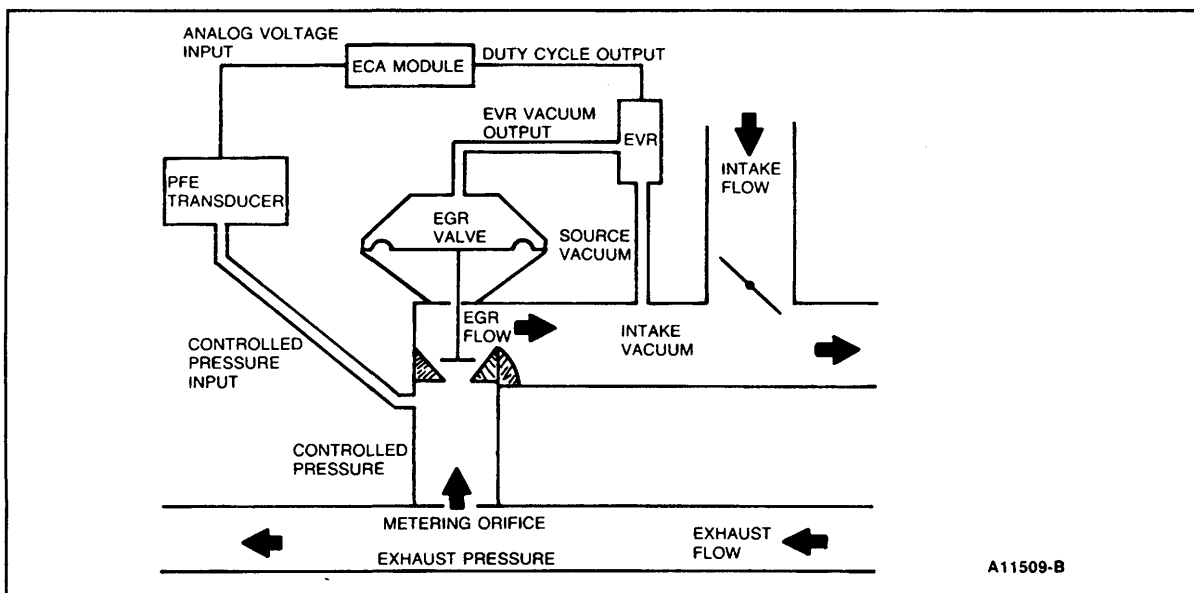 ANALOG VOLTAGE
INPUT
ECA MODULE
DUTY CYCLE OUTPUT
EVR VACUUM
OUTPUT
EVR
INTAKE
FLOW
PFE
TRANSDUCER
EGR
VALVE
SOURCE
VACUUM
EGR
FLOW
INTAKE
VACUUM
CONTROLLED
PRESSURE
INPUT
CONTROLLED
PRESSURE
METERING ORIFICE
EXHAUST PRESSURE
EXHAUST
FLOW
A11509-B